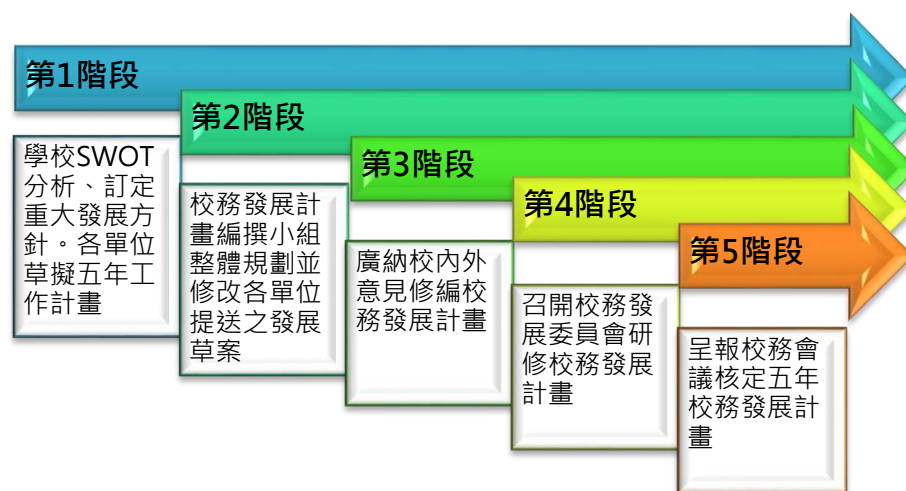 第1階段
學校SWOT
分析、訂定
重大發展方
針。各單位
草擬五年工
作計畫
第2階段
校務發展計
畫編撰小組
整體規劃並
修改各單位
提送之發展
草案
第3階段
廣納校內外
意見修編校
務發展計畫
第4階段
召開校務發
展委員會研
修校務發展
計畫
第5階段
呈報校務會
議核定五年
校務發展計
畫